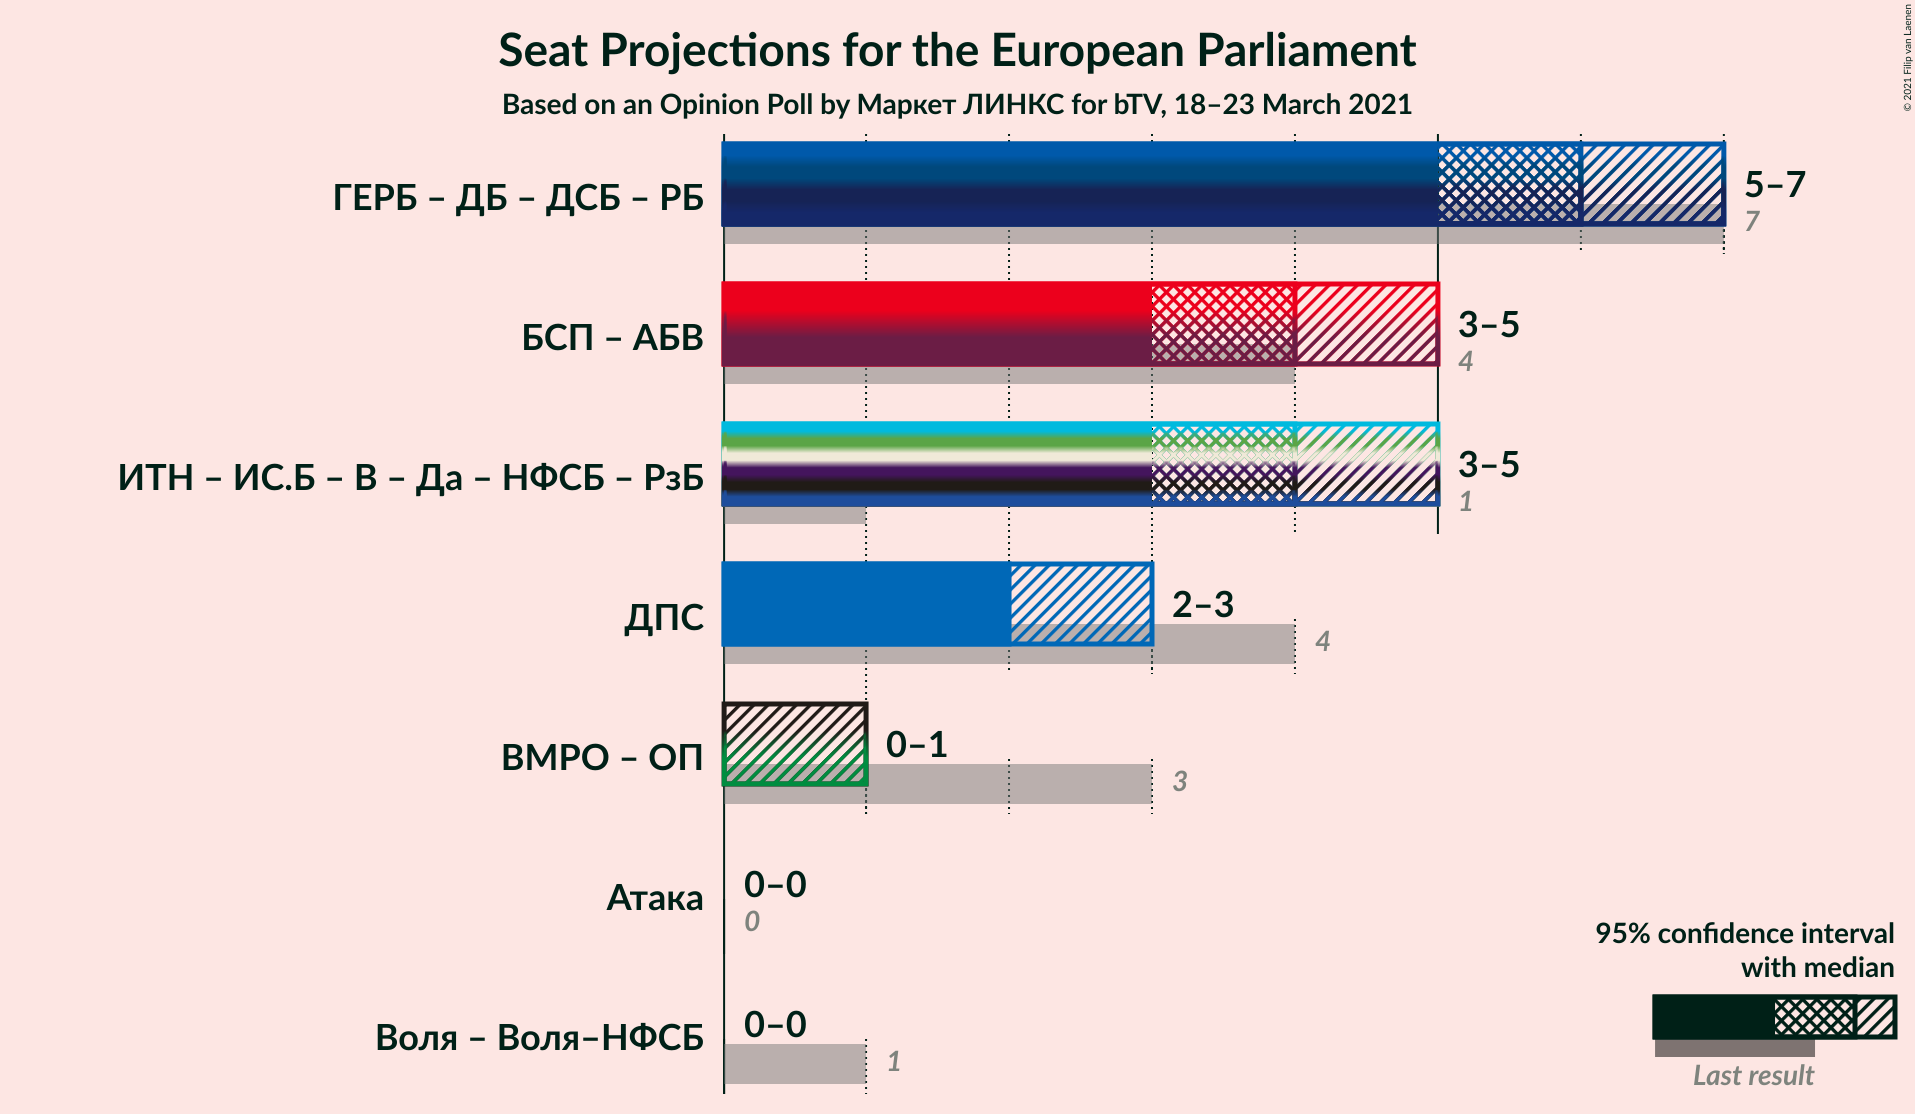 Seat Projections for the European Parliament
Based on an Opinion Poll by Маркет ЛИНКС for bTV, 18–23 March 2021
© 2021 Filip van Laenen
ГЕРБ – ДБ – ДСБ – РБ
5–7
7
БСП – АБВ
3–5
4
ИТН – ИС.Б – В – Да – НФСБ – РзБ
3–5
1
ДПС
2–3
4
ВМРО – ОП
0–1
3
Атака
0–0
0
Воля – Воля–НФСБ
0–0
1
95% confidence interval
with median
Last result